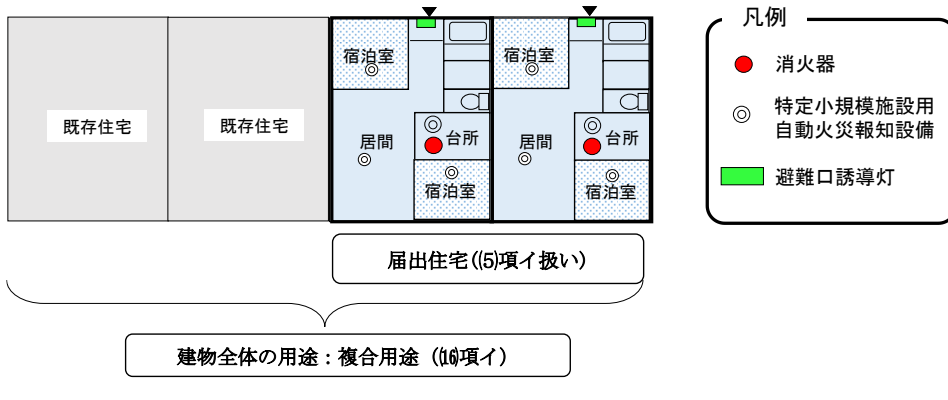 既存住宅
既存住宅
宿泊室
居間
台所
宿泊室
宿泊室
居間
台所
宿泊室
届出住宅((5)項イ扱い)
建物全体の用途：複合用途 ((16)項イ)
凡例
消火器
特定小規模施設用
自動火災報知設備
避難口誘導灯